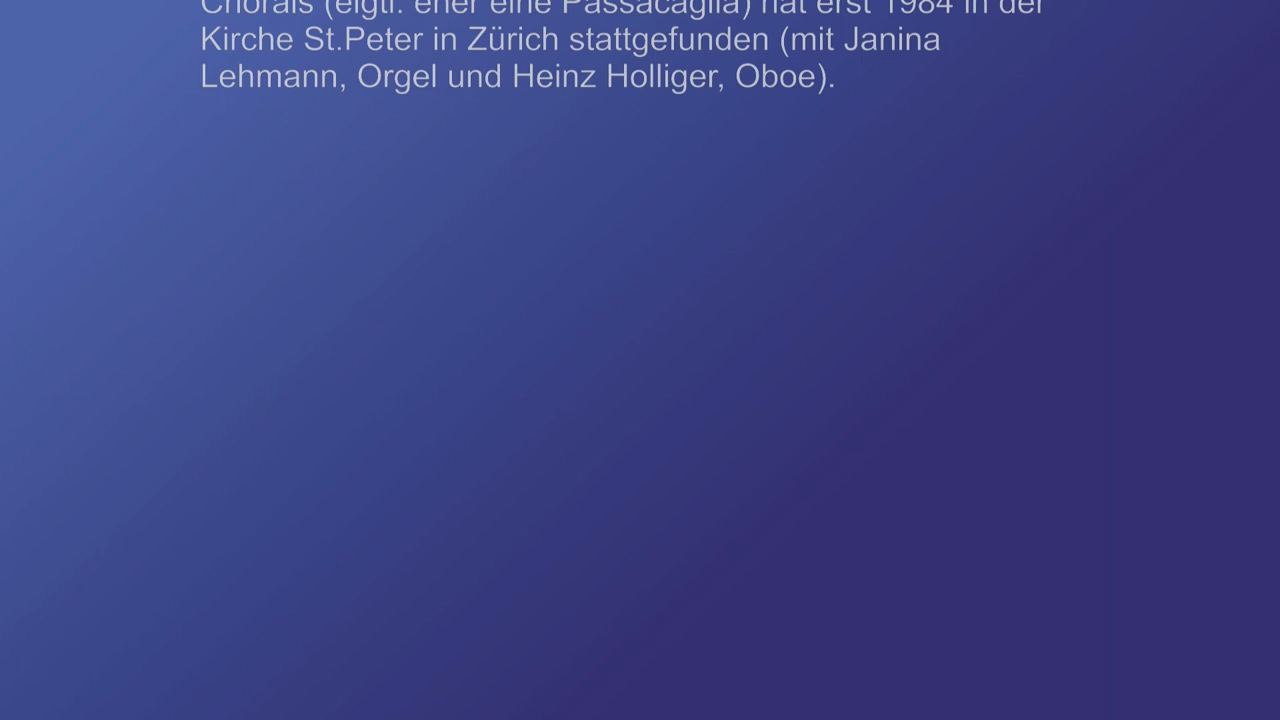 Chorals (eigtl. eher eine Passacaglia) hat erst 1984 in der
Kirche St.Peter in Zürich stattgefunden (mit Janina
Lehmann, Orgel und Heinz Holliger, Oboe).